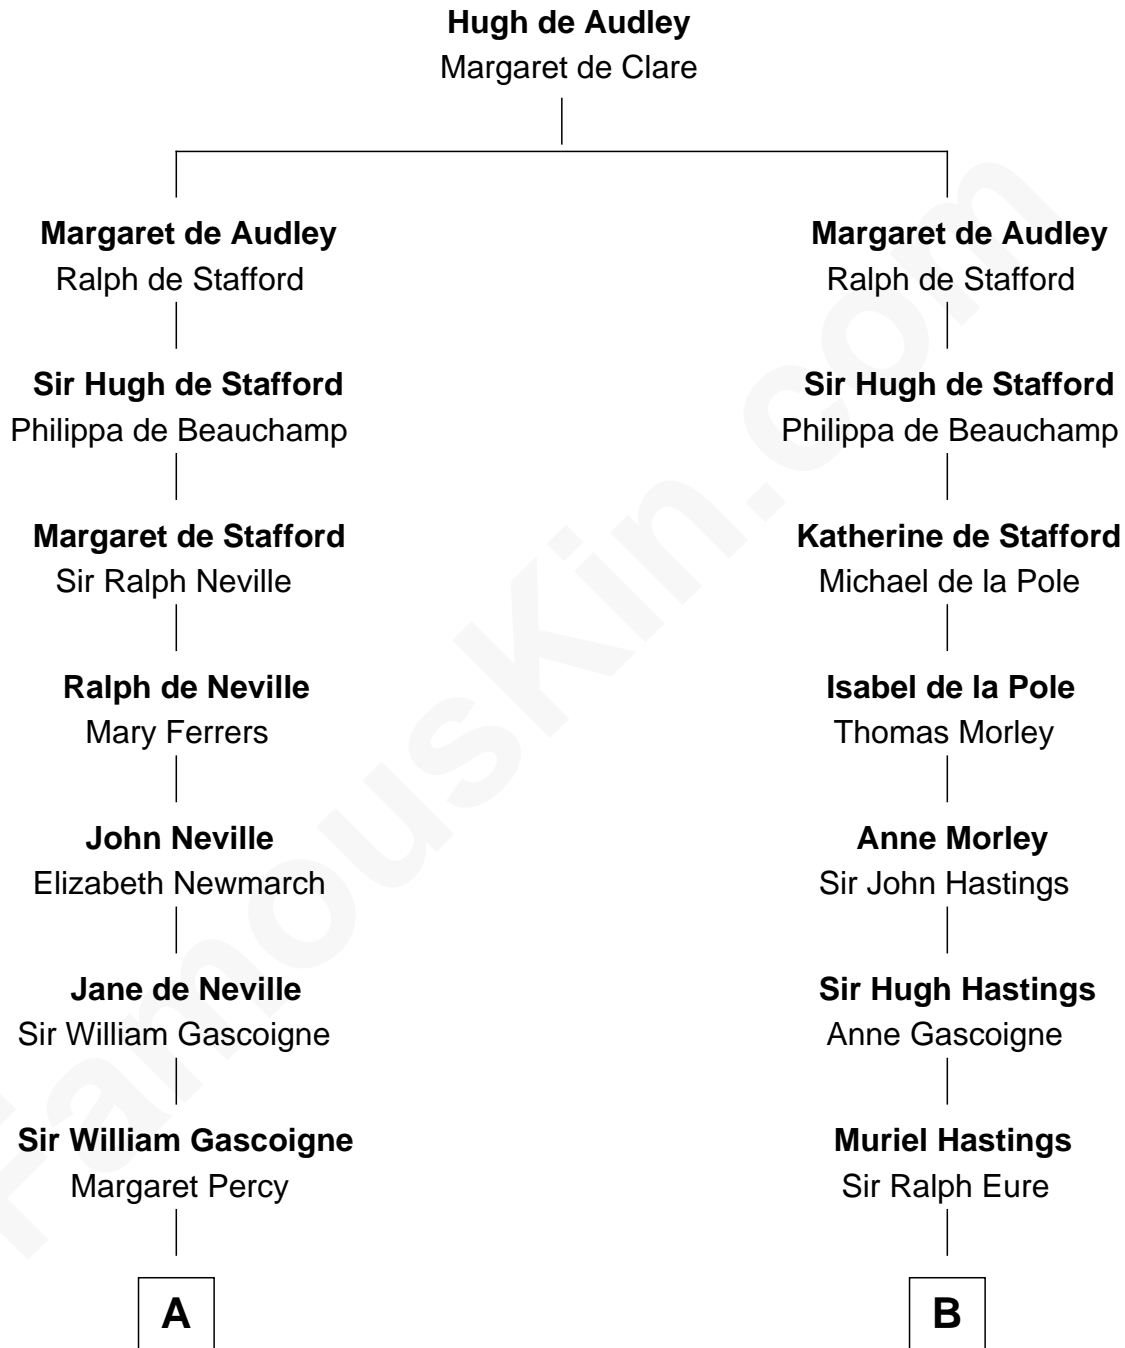 Hugh de Audley
Margaret de Clare
Margaret de Audley
Ralph de Stafford
Margaret de Audley
Ralph de Stafford
Sir Hugh de Stafford
Philippa de Beauchamp
Sir Hugh de Stafford
Philippa de Beauchamp
Margaret de Stafford
Sir Ralph Neville
Katherine de Stafford
Michael de la Pole
Ralph de Neville
Mary Ferrers
Isabel de la Pole
Thomas Morley
John Neville
Elizabeth Newmarch
Anne Morley
Sir John Hastings
Jane de Neville
Sir William Gascoigne
Sir Hugh Hastings
Anne Gascoigne
Sir William Gascoigne
Margaret Percy
Muriel Hastings
Sir Ralph Eure
A
B
FamousKin.com